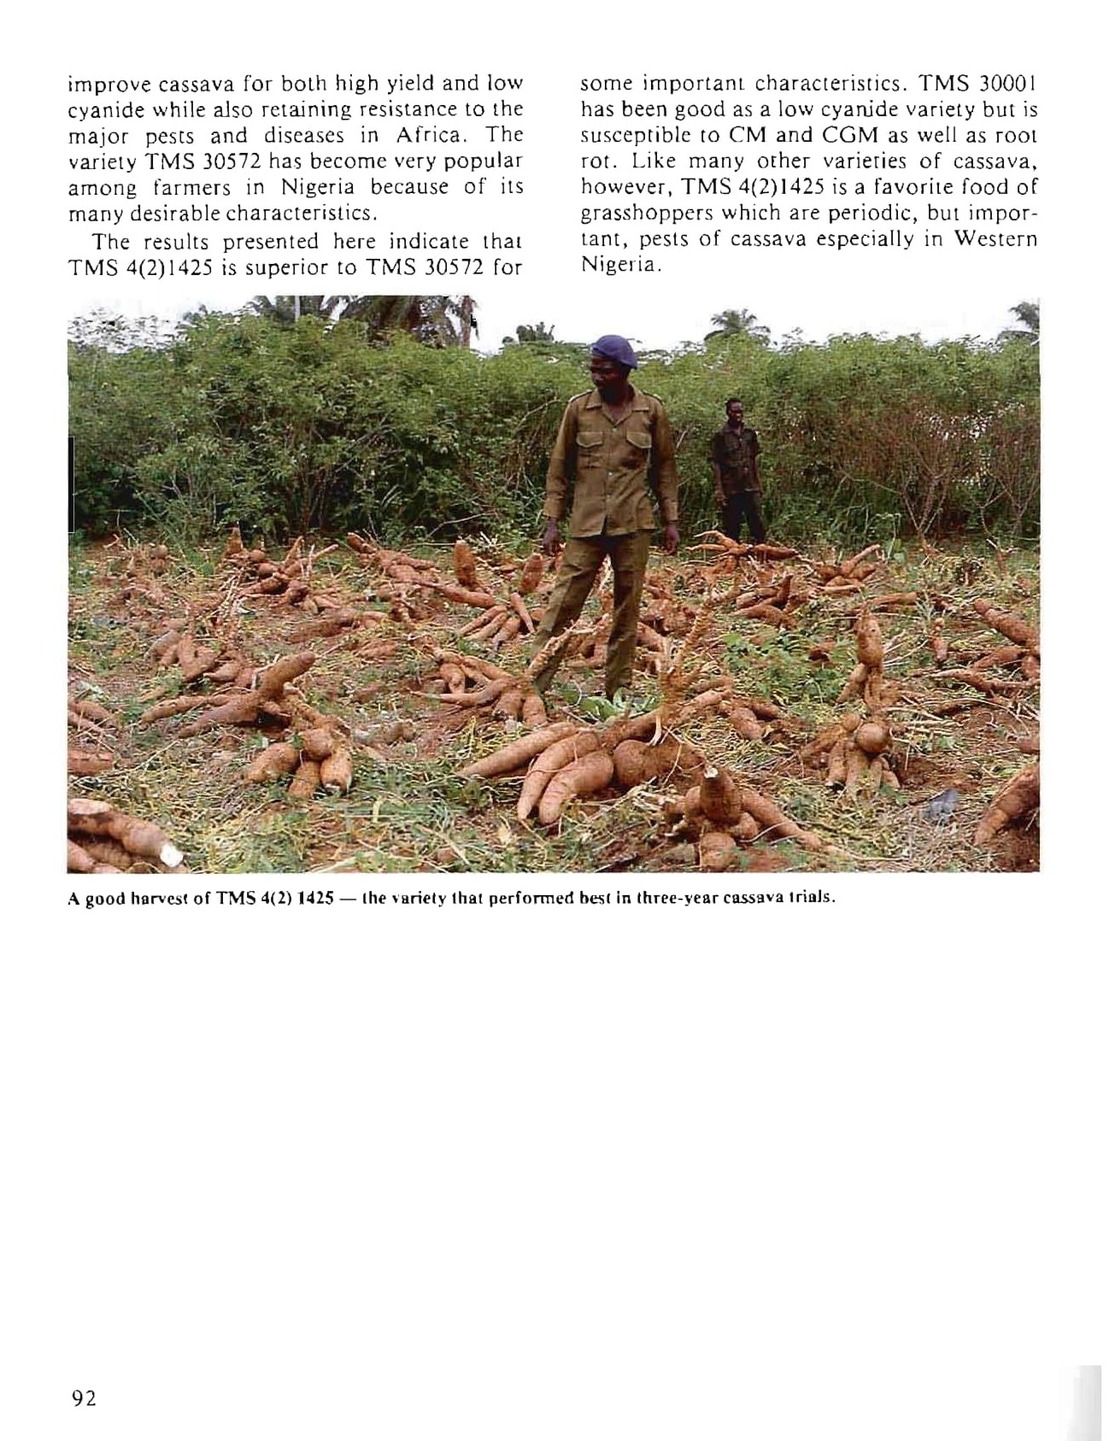 improve cassava for both high yield and low
cyanide while also retaining resistance to the
major pests and diseases in Africa. The
variety TMS 30572 has become very popular
among farmers in Nigeria because of its
many desirable characteristics.
The results presented here indicate that
TMS 4(2)1425 is superior to TMS 30572 for
some important characteristics. TMS 30001
has been good as a low cyanide variety but is
susceptible to CM and CGM as well as root
rot. Like many other varieties of cassava,
however, TMS 4(2)1425 is a favorite food of
grasshoppers which are periodic, but impor-
tant, pests of cassava especially in Western
Nigeria.
A good harvest of TMS 4(2) 1425 — the variety that performed best in three-year cassava trials.
92